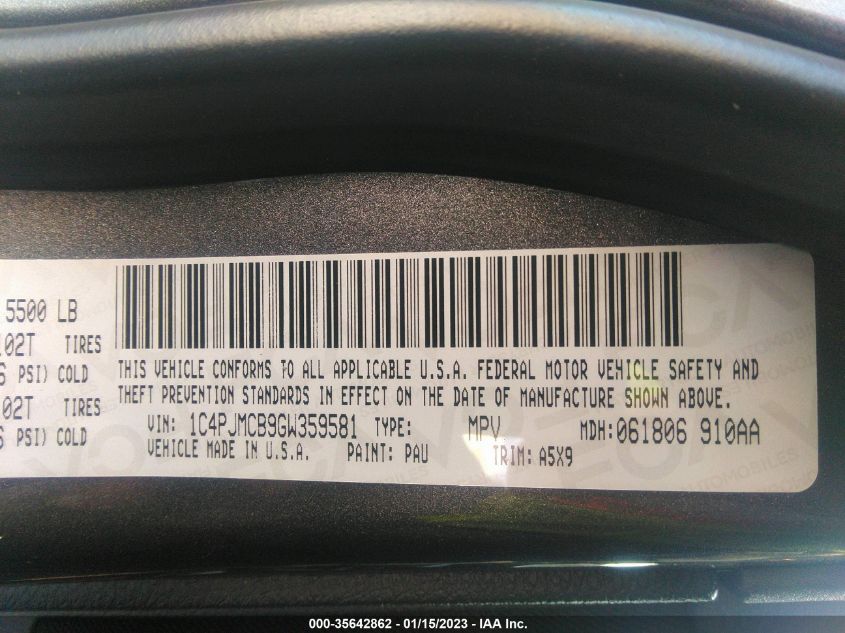 5500 LB
02T TIRES
PSI) COLD
02T TIRES
PSI) COLD
THIS VEHICLE CONFORMS TO ALL APPLICABLE U.S.A. FEDERAL MOTOR VEHICLE SAFETY AND
THEFT PREVENTION STANDARDS IN EFFECT ON THE DATE OF MANUFACTURE SHOWN ABOVE.
VIN: 1C4PJMCB9GW359581 TYPE: MPV MDH: 061806 910AA
VEHICLE MADE IN U.S.A. PAINT: PAU TRIM: A5X9
000-35642862 - 01/15/2023 - IAA Inc.